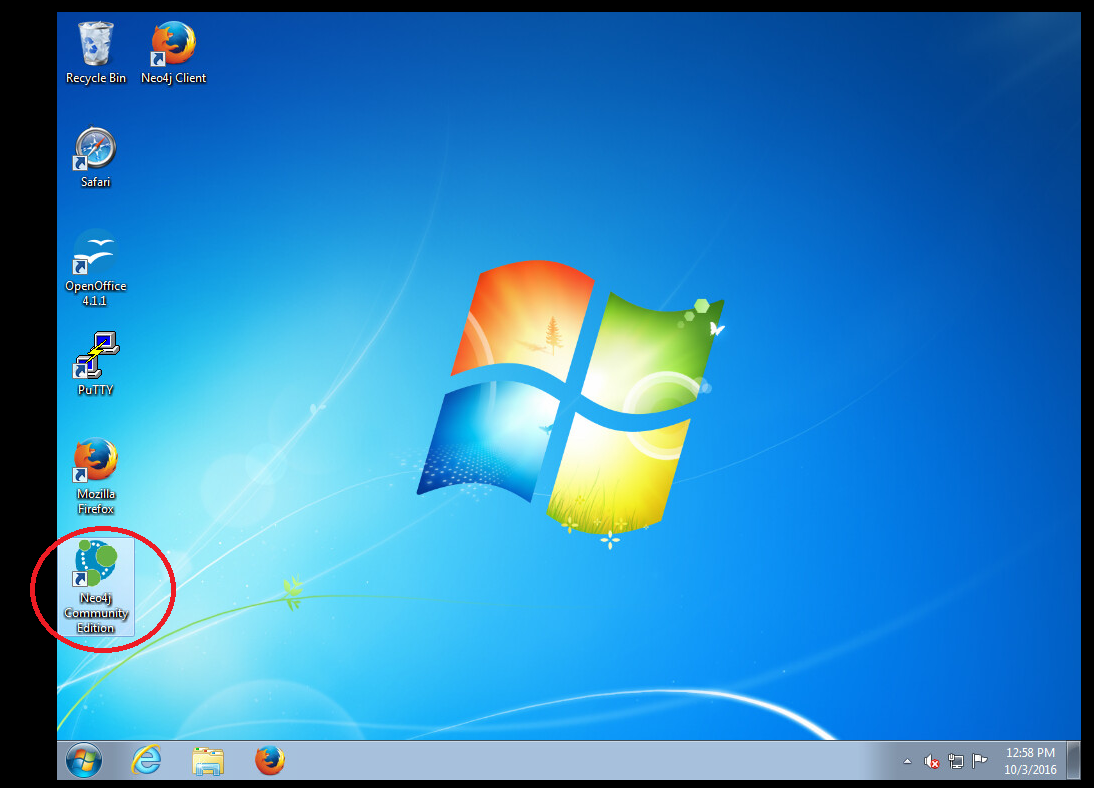 Recycle Bin
Neo4j Client
Safari
OpenOffice
4.1.1
PuTTY
Mozilla
Firefox
Neo4j
Community
Edition
12:58 PM
10/3/2016